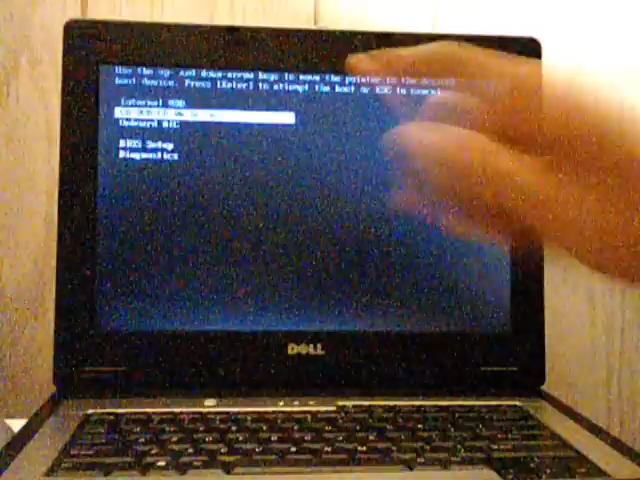 Use the up- and down-arrow keys to move the pointer to the desired
boot device. Press [Enter] to attempt the boot or ESC to cancel.
Internal HDD
Onboard NIC
BIOS Setup
Diagnostics
DELL